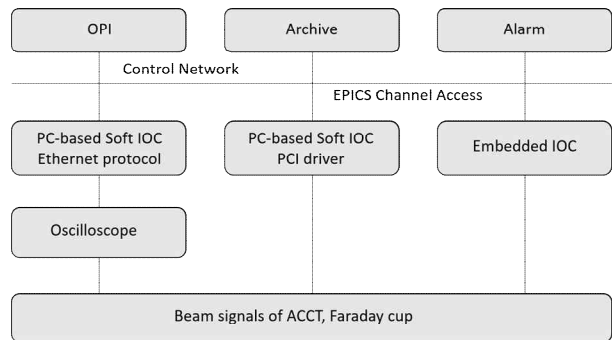 OPI
Archive
Alarm
Control Network
EPICS Channel Access
PC-based Soft IOC
Ethernet protocol
PC-based Soft IOC
PCI driver
Embedded IOC
Oscilloscope
Beam signals of ACCT, Faraday cup